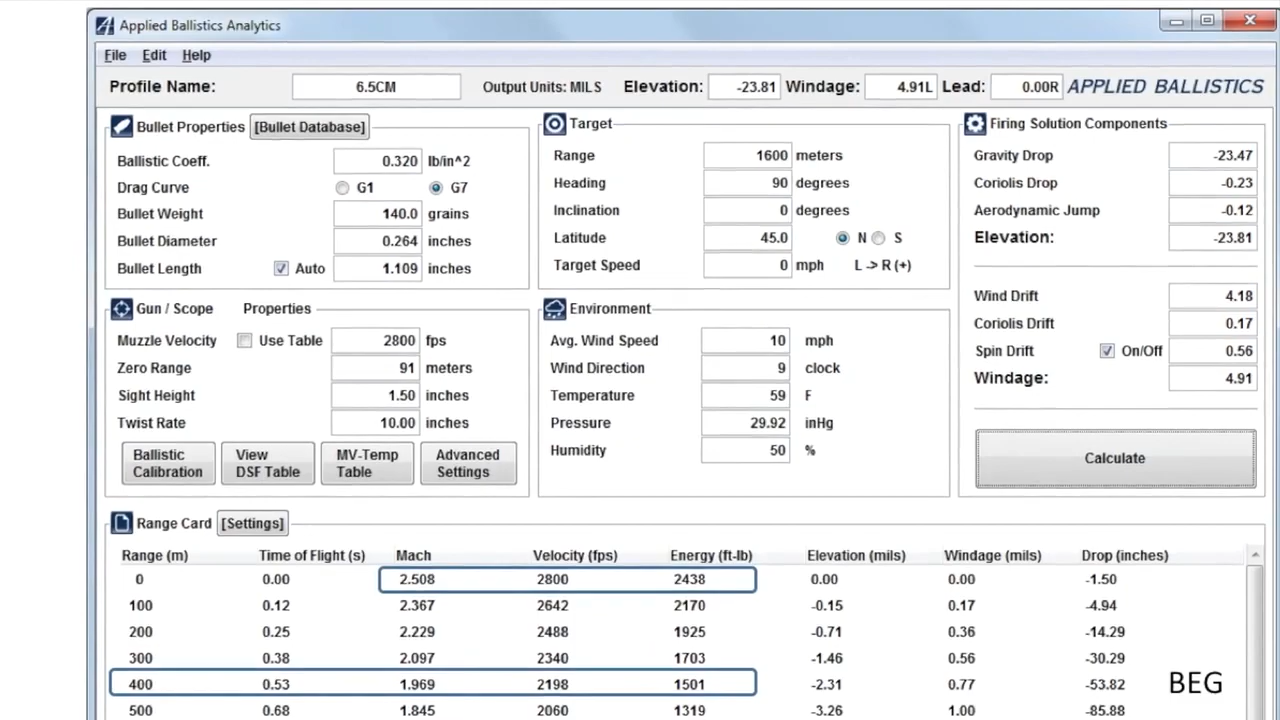 Applied Ballistics Analytics
File Edit Help
Profile Name: 6.5CM Output Units: MILS Elevation: -23.81 Windage: 4.91L Lead: 0.00R APPLIED BALLISTICS
Bullet Properties [Bullet Database]
Ballistic Coeff. 0.320 lb/in^2
Drag Curve G1 G7
Bullet Weight 140.0 grains
Bullet Diameter 0.264 inches
Bullet Length Auto 1.109 inches
Target
Range 1600 meters
Heading 90 degrees
Inclination 0 degrees
Latitude 45.0 N S
Target Speed 0 mph L -> R (+)
Firing Solution Components
Gravity Drop -23.47
Coriolis Drop -0.23
Aerodynamic Jump -0.12
Elevation: -23.81
Wind Drift 4.18
Coriolis Drift 0.17
Spin Drift On/Off 0.56
Windage: 4.91
Calculate
Gun / Scope Properties
Muzzle Velocity Use Table 2800 fps
Zero Range 91 meters
Sight Height 1.50 inches
Twist Rate 10.00 inches
Ballistic Calibration
View DSF Table
MV-Temp Table
Advanced Settings
Environment
Avg. Wind Speed 10 mph
Wind Direction 9 clock
Temperature 59 F
Pressure 29.92 inHg
Humidity 50 %
Range Card [Settings]
Range (m) Time of Flight (s) Mach Velocity (fps) Energy (ft-lb) Elevation (mils) Windage (mils) Drop (inches)
0 0.00 2.508 2800 2438 0.00 0.00 -1.50
100 0.12 2.367 2642 2170 -0.15 0.17 -4.94
200 0.25 2.229 2488 1925 -0.71 0.36 -14.29
300 0.38 2.097 2340 1703 -1.46 0.56 -30.29
400 0.53 1.969 2198 1501 -2.31 0.77 -53.82
500 0.68 1.845 2060 1319 -3.26 1.00 -85.88
BEG